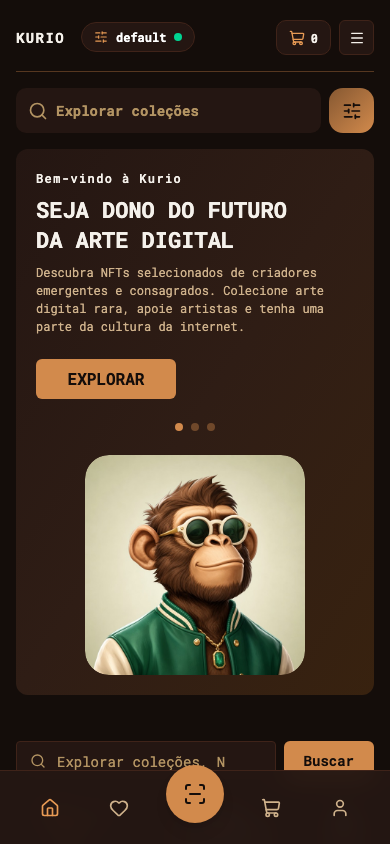 KURIO
default
0
Explorar coleções
Bem-vindo à Kurio
SEJA DONO DO FUTURO
DA ARTE DIGITAL
Descubra NFTs selecionados de criadores
emergentes e consagrados. Colecione arte
digital rara, apoie artistas e tenha uma
parte da cultura da internet.
EXPLORAR
Explorar coleções, N
Buscar